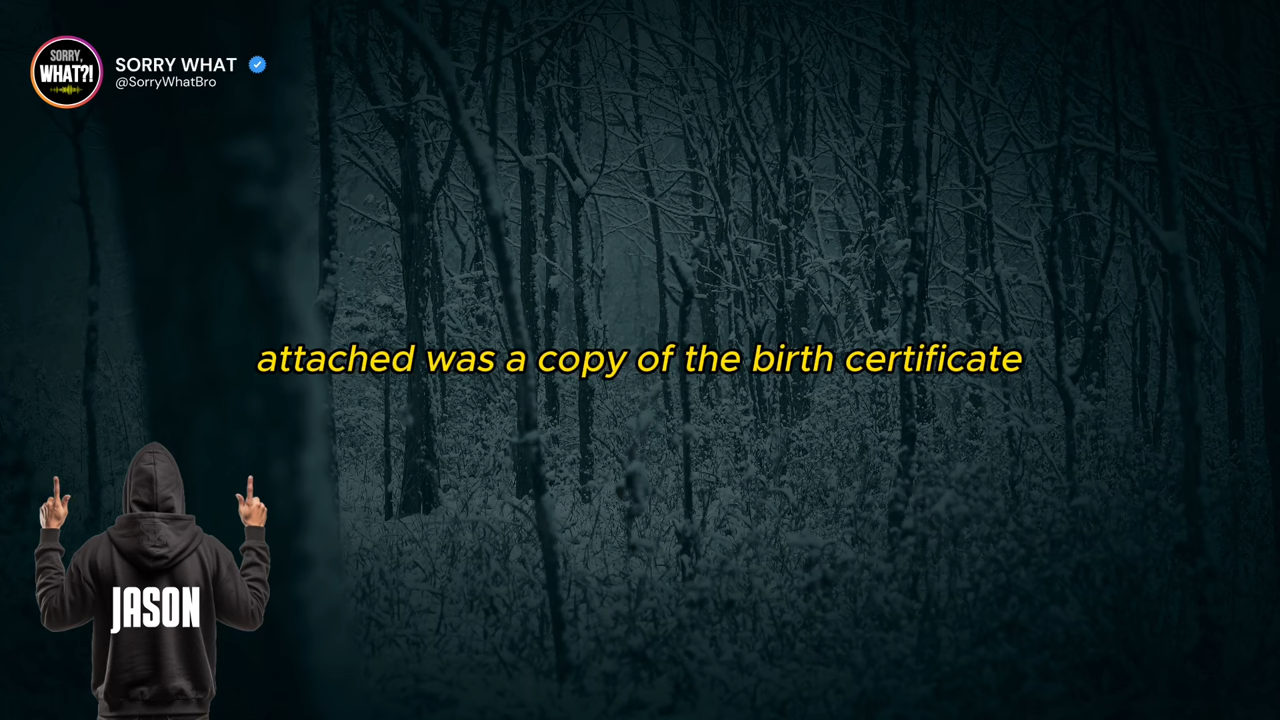 SORRY,
WHAT?!
SORRY WHAT
@SorryWhatBro
attached was a copy of the birth certificate
JASON